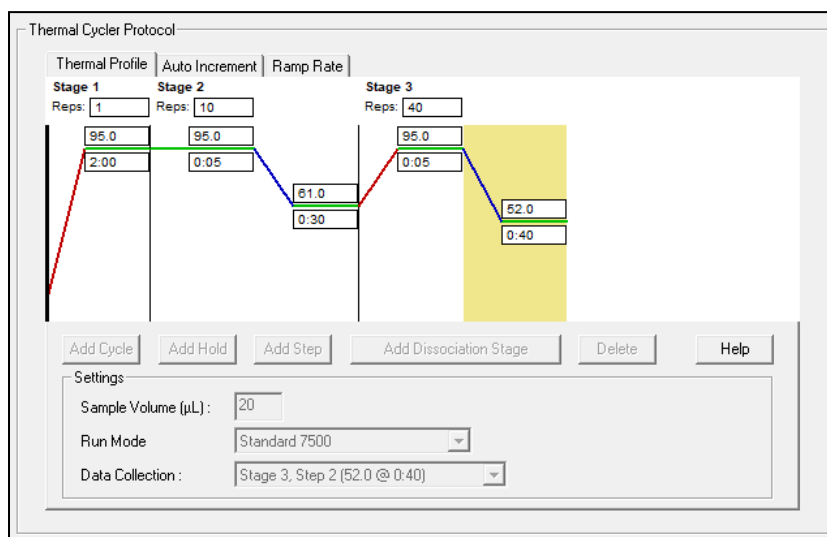 Thermal Cycler Protocol
Thermal Profile Auto Increment Ramp Rate
Stage 1 Stage 2 Stage 3
Reps: 1 Reps: 10 Reps: 40
95.0 95.0 95.0
2:00 0:05 0:05
61.0 52.0
0:30 0:40
Add Cycle Add Hold Add Step Add Dissociation Stage Delete Help
Settings
Sample Volume (µL) : 20
Run Mode Standard 7500
Data Collection : Stage 3, Step 2 (52.0 @ 0:40)